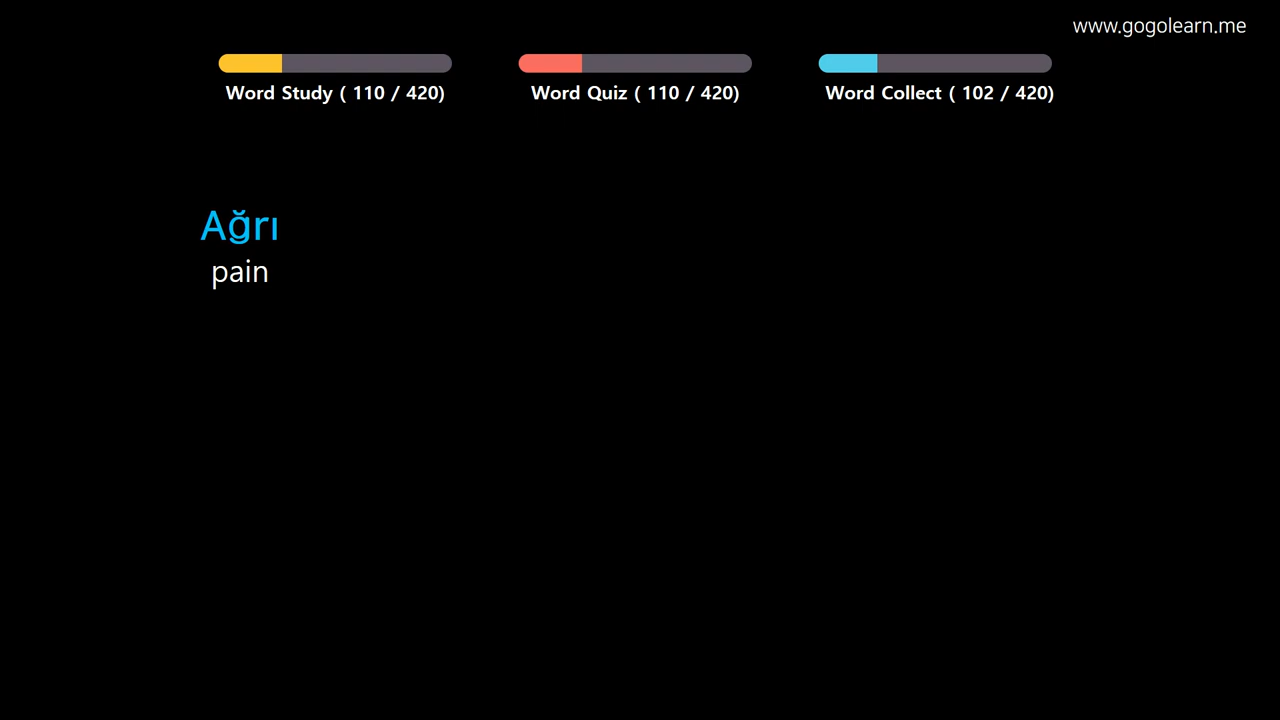 www.gogolearn.me
Word Study ( 110 / 420)
Word Quiz ( 110 / 420)
Word Collect ( 102 / 420)
Ağrı
pain